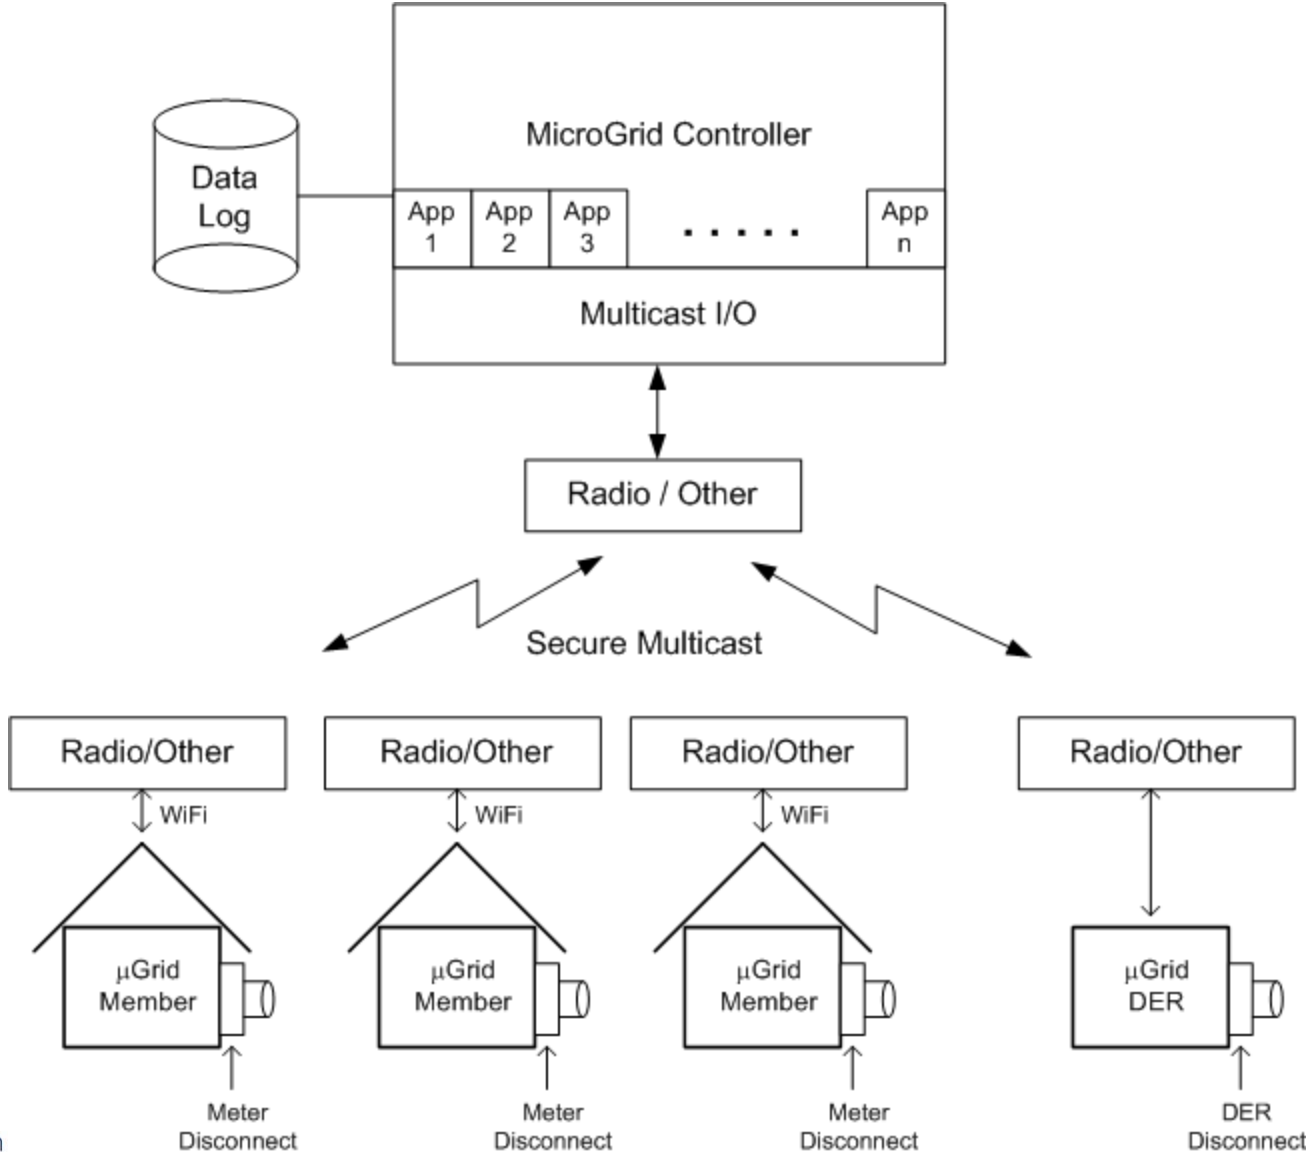 MicroGrid Controller
Data
Log
App
1
App
2
App
3
. . . . .
App
n
Multicast I/O
Radio / Other
Secure Multicast
Radio/Other
Radio/Other
Radio/Other
Radio/Other
WiFi
WiFi
WiFi
μGrid
Member
μGrid
Member
μGrid
Member
μGrid
DER
Meter
Disconnect
Meter
Disconnect
Meter
Disconnect
DER
Disconnect